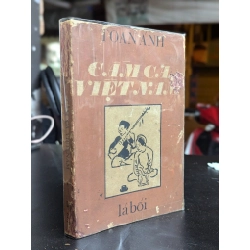 TOAN ÁNH
CẦM CA
VIỆT-NAM
lá bối